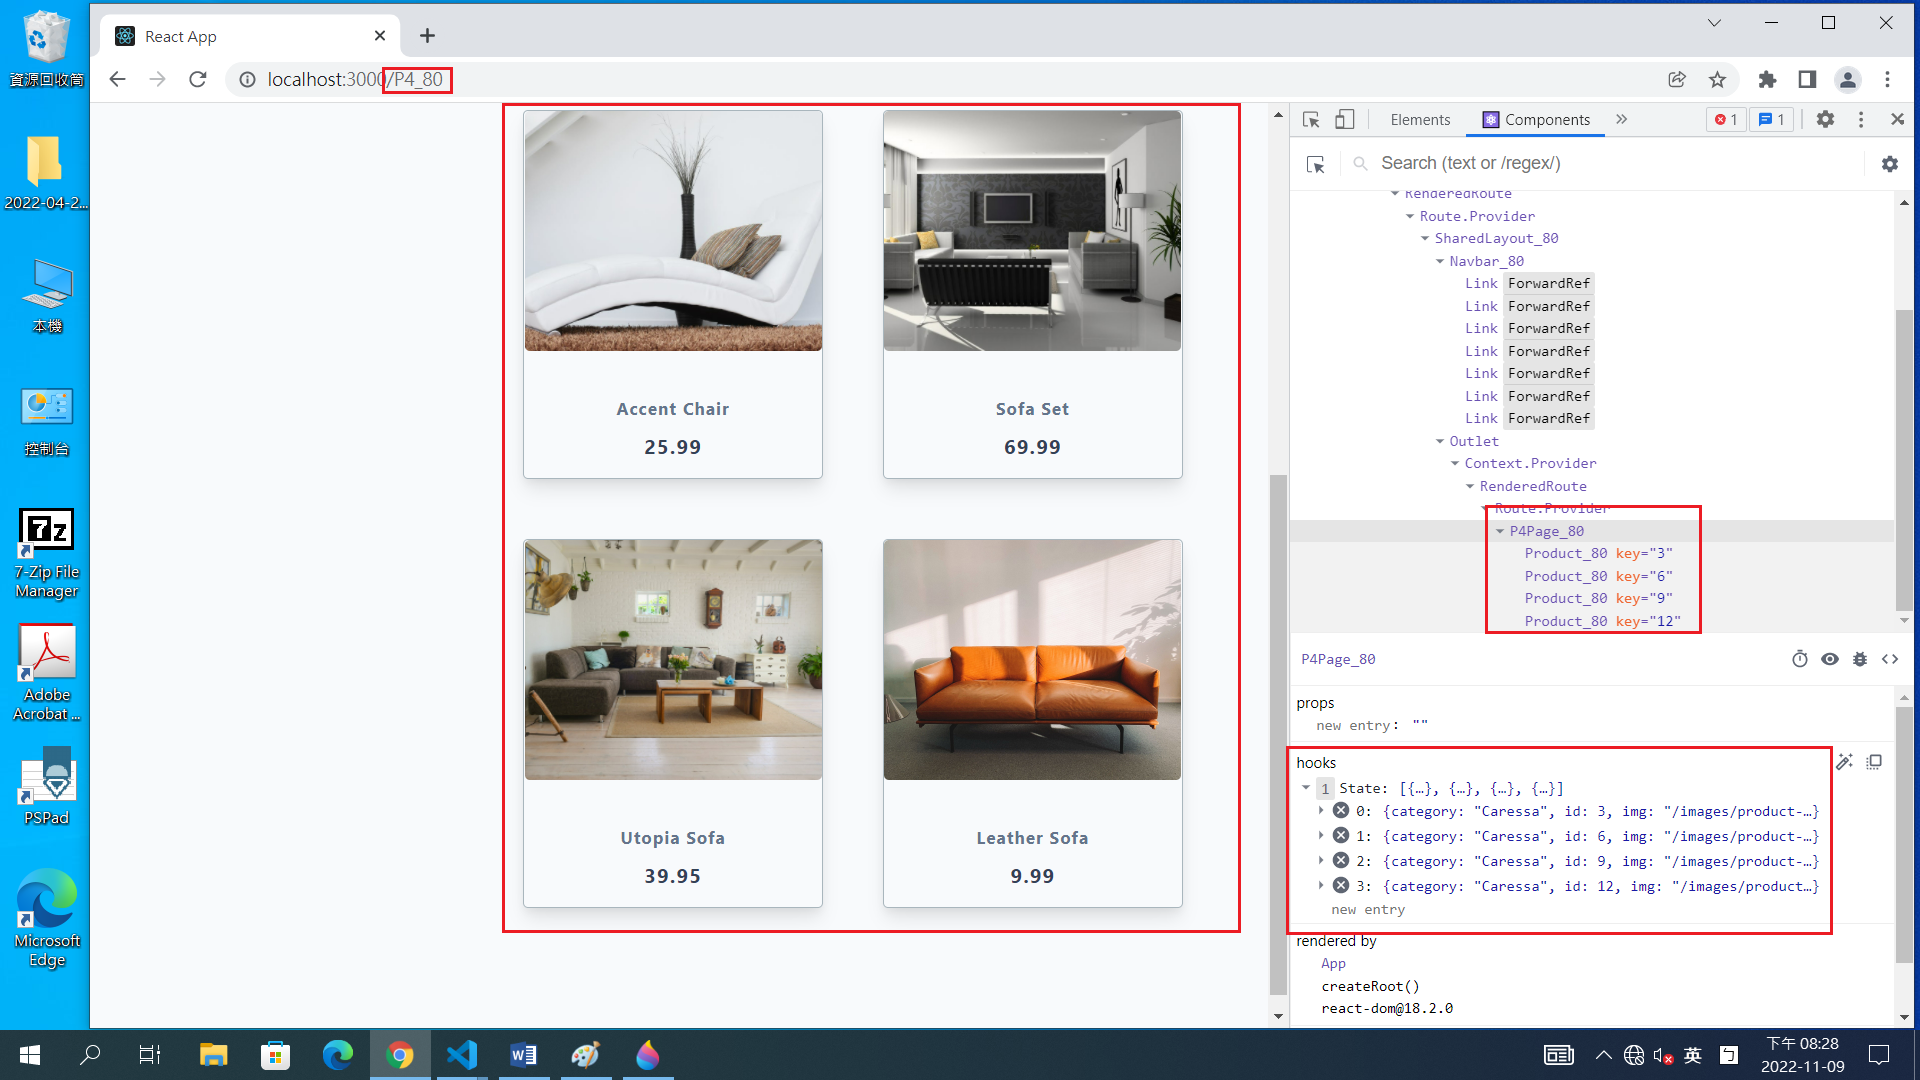 React App
localhost:3000/P4_80
資源回收筒
2022-04-2...
本機
控制台
7z
7-Zip File
Manager
Adobe
Acrobat ...
PSPad
Microsoft
Edge
Accent Chair
25.99
Sofa Set
69.99
Utopia Sofa
39.95
Leather Sofa
9.99
Elements
Components
1
1
Search (text or /regex/)
RenderedRoute
Route.Provider
SharedLayout_80
Navbar_80
Link ForwardRef
Link ForwardRef
Link ForwardRef
Link ForwardRef
Link ForwardRef
Link ForwardRef
Link ForwardRef
Outlet
Context.Provider
RenderedRoute
Route.Provider
P4Page_80
Product_80 key="3"
Product_80 key="6"
Product_80 key="9"
Product_80 key="12"
P4Page_80
props
new entry: ""
hooks
1 State: [{…}, {…}, {…}, {…}]
0: {category: "Caressa", id: 3, img: "/images/product-…}
1: {category: "Caressa", id: 6, img: "/images/product-…}
2: {category: "Caressa", id: 9, img: "/images/product-…}
3: {category: "Caressa", id: 12, img: "/images/product…}
new entry
rendered by
App
createRoot()
react-dom@18.2.0
英
ㄅ
下午 08:28
2022-11-09